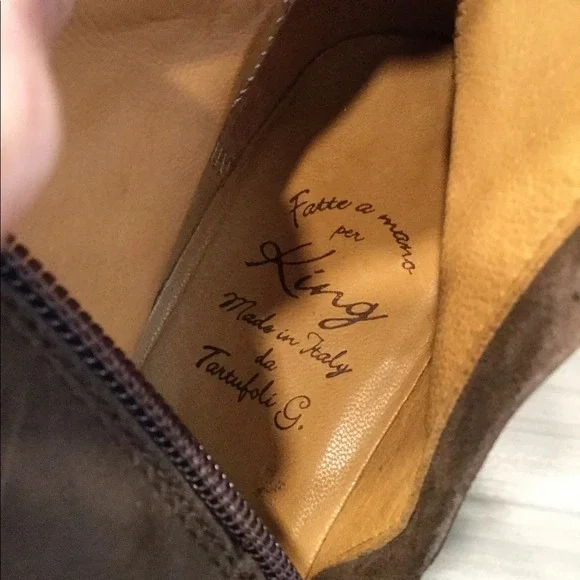 Fatte a mano
per
King
Made in Italy
da
Tartufoli G.